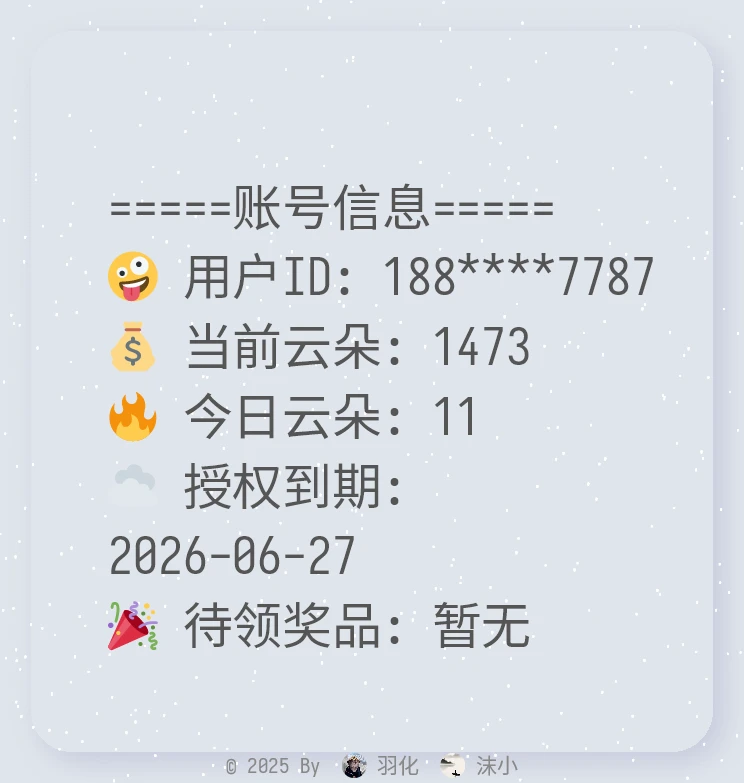 =====账号信息=====
🤪 用户ID: 188****7787
💰 当前云朵: 1473
🔥 今日云朵: 11
☁️ 授权到期:
2026-06-27
🎉 待领奖品: 暂无
© 2025 By 羽化 沫小